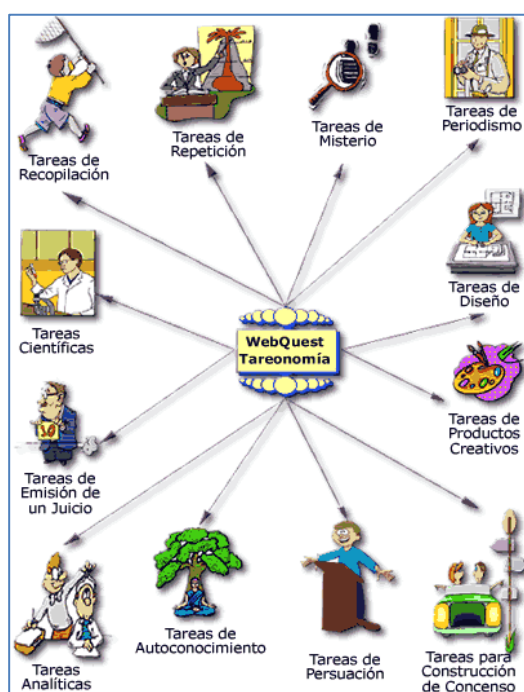 Tareas de
Recopilación
Tareas de
Repetición
Tareas de
Misterio
Tareas de
Periodismo
Tareas
Científicas
WebQuest
Tareonomía
Tareas de
Diseño
Tareas de
Productos
Creativos
Tareas de
Emisión de
un Juicio
Tareas
Analíticas
Tareas de
Autoconocimiento
Tareas de
Persuación
Tareas para
Construcción
de Concenso